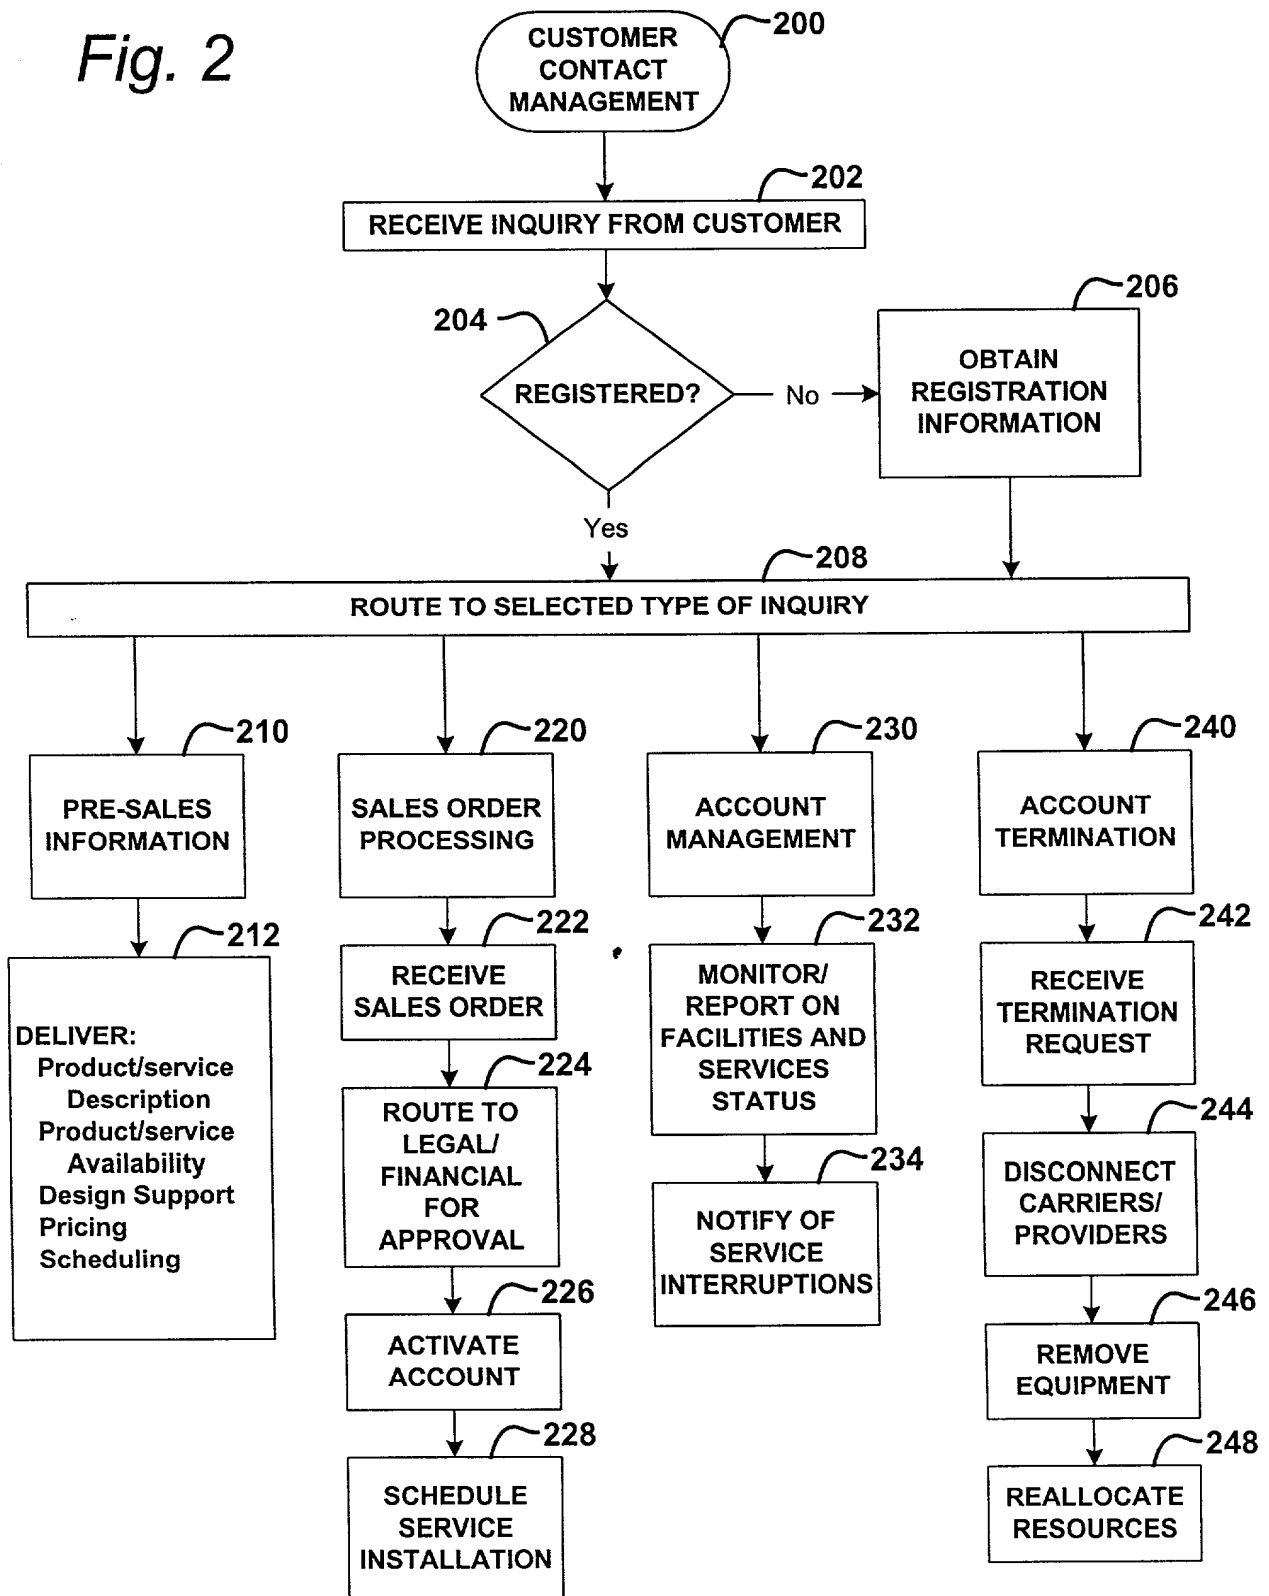 Fig. 2
200
CUSTOMER
CONTACT
MANAGEMENT
202
RECEIVE INQUIRY FROM CUSTOMER
204
REGISTERED?
No
206
OBTAIN
REGISTRATION
INFORMATION
Yes
208
ROUTE TO SELECTED TYPE OF INQUIRY
210
PRE-SALES
INFORMATION
212
DELIVER:
Product/service
Description
Product/service
Availability
Design Support
Pricing
Scheduling
220
SALES ORDER
PROCESSING
222
RECEIVE
SALES ORDER
224
ROUTE TO
LEGAL/
FINANCIAL
FOR
APPROVAL
226
ACTIVATE
ACCOUNT
228
SCHEDULE
SERVICE
INSTALLATION
230
ACCOUNT
MANAGEMENT
232
MONITOR/
REPORT ON
FACILITIES AND
SERVICES
STATUS
234
NOTIFY OF
SERVICE
INTERRUPTIONS
240
ACCOUNT
TERMINATION
242
RECEIVE
TERMINATION
REQUEST
244
DISCONNECT
CARRIERS/
PROVIDERS
246
REMOVE
EQUIPMENT
248
REALLOCATE
RESOURCES